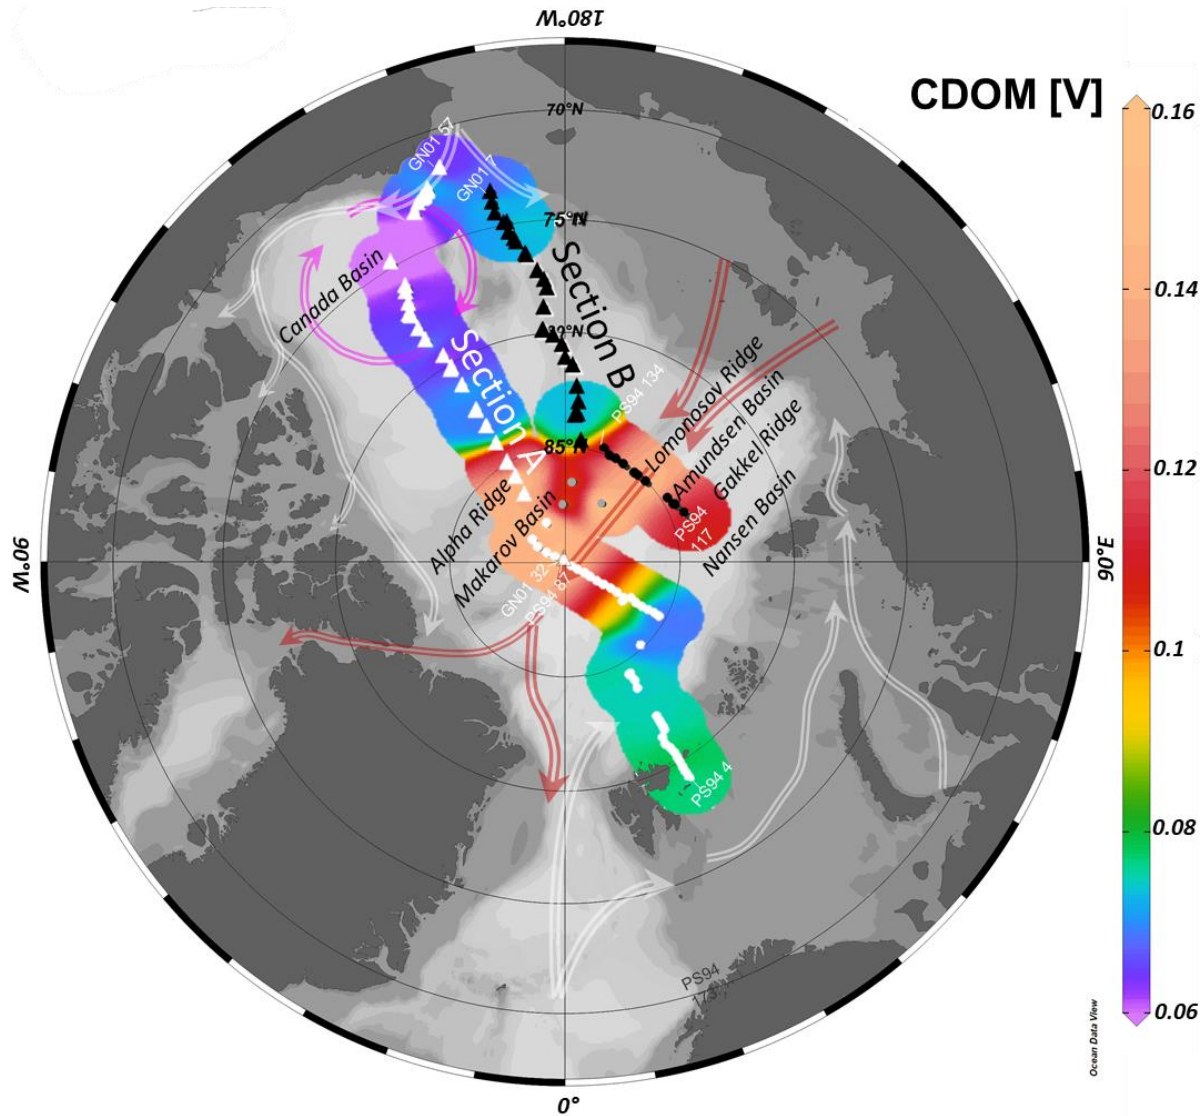 180°W
CDOM [V]
70°N
0.16
GN01 57
GN01 7
75°N
Section B
Canada Basin
0.14
80°N
Section A
PS94 134
Lomonosov Ridge
Amundsen Basin
Gakkel Ridge
0.12
85°N
Alpha Ridge
Makarov Basin
PS94
117
Nansen Basin
90°W
90°E
GN01 32
PS94 87
0.1
PS94 4
0.08
PS94
173
0.06
Ocean Data View
0°